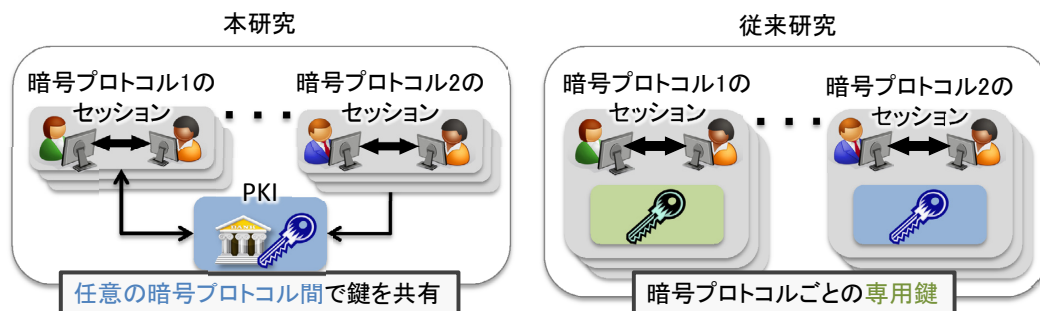 本研究
暗号プロトコル1の
セッション
暗号プロトコル2の
セッション
PKI
任意の暗号プロトコル間で鍵を共有
従来研究
暗号プロトコル1の
セッション
暗号プロトコル2の
セッション
暗号プロトコルごとの専用鍵